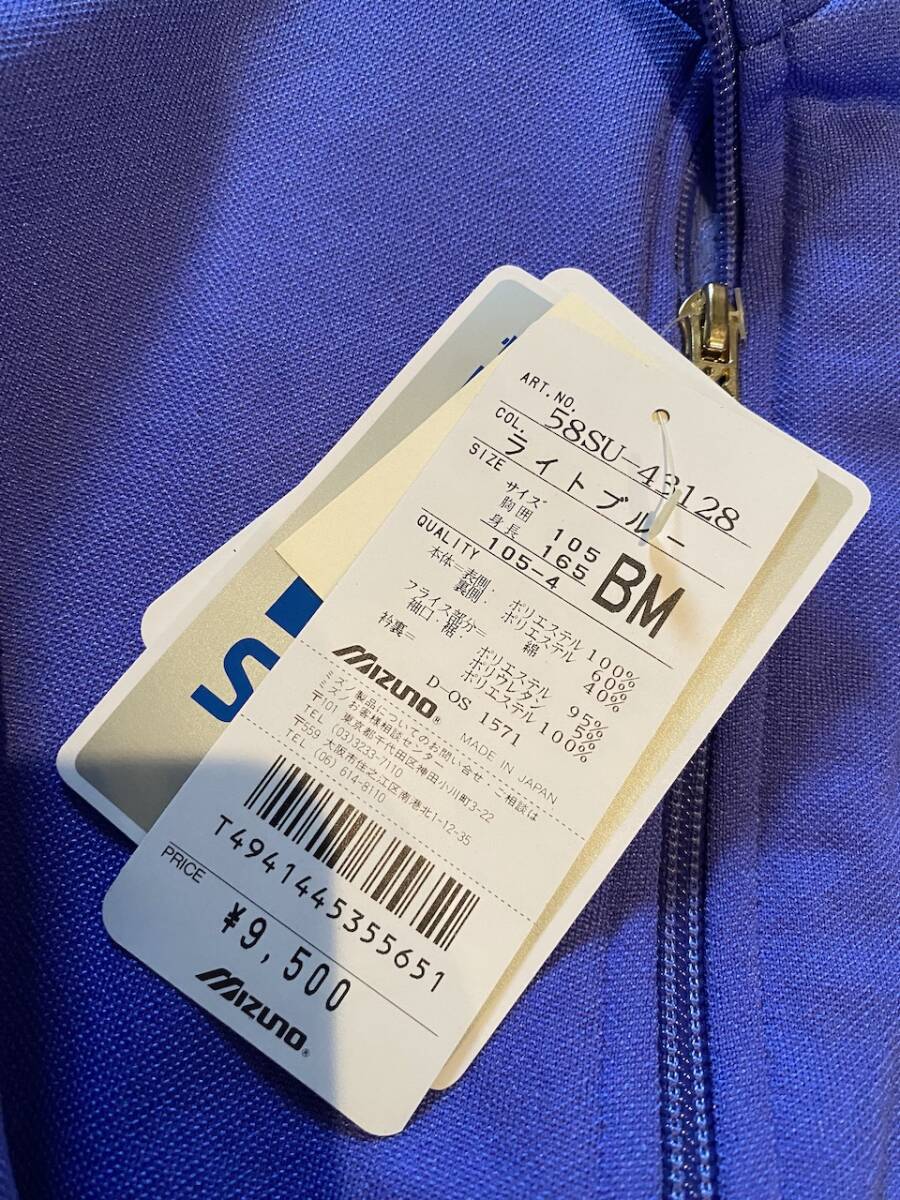 ART.NO.
58SU-43128
COL.
ライトブルー
SIZE
サイズ
胸囲 105
身長 165
BM
105-4
QUALITY
本体=表側. ポリエステル 100%
裏側. ポリエステル 60%
綿 40%
フライス部分=
袖口.裾 ポリエステル 95%
ポリウレタン 5%
衿裏= ポリエステル 100%
D-OS 1571
MIZUNO® MADE IN JAPAN
ミズノ製品についてのお問い合せ・ご相談は
ミズノお客様相談センター
〒101 東京都千代田区神田小川町3-22
TEL (03)3233-7110
〒559 大阪市住之江区南港北1-12-35
TEL (06) 614-8110
T4941445355651
PRICE
¥9,500
MIZUNO®
S